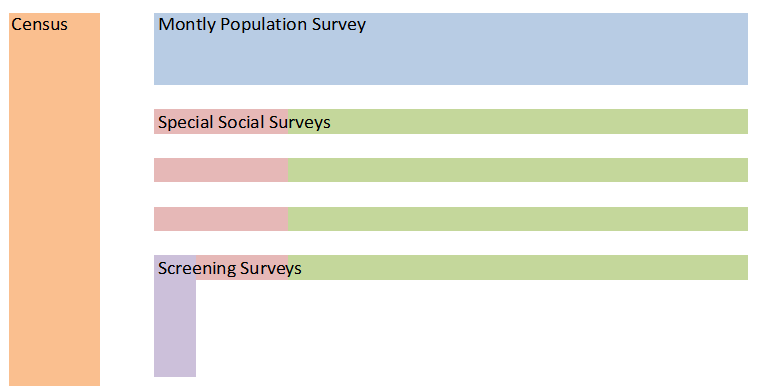 Census
Montly Population Survey
Special Social Surveys
Screening Surveys